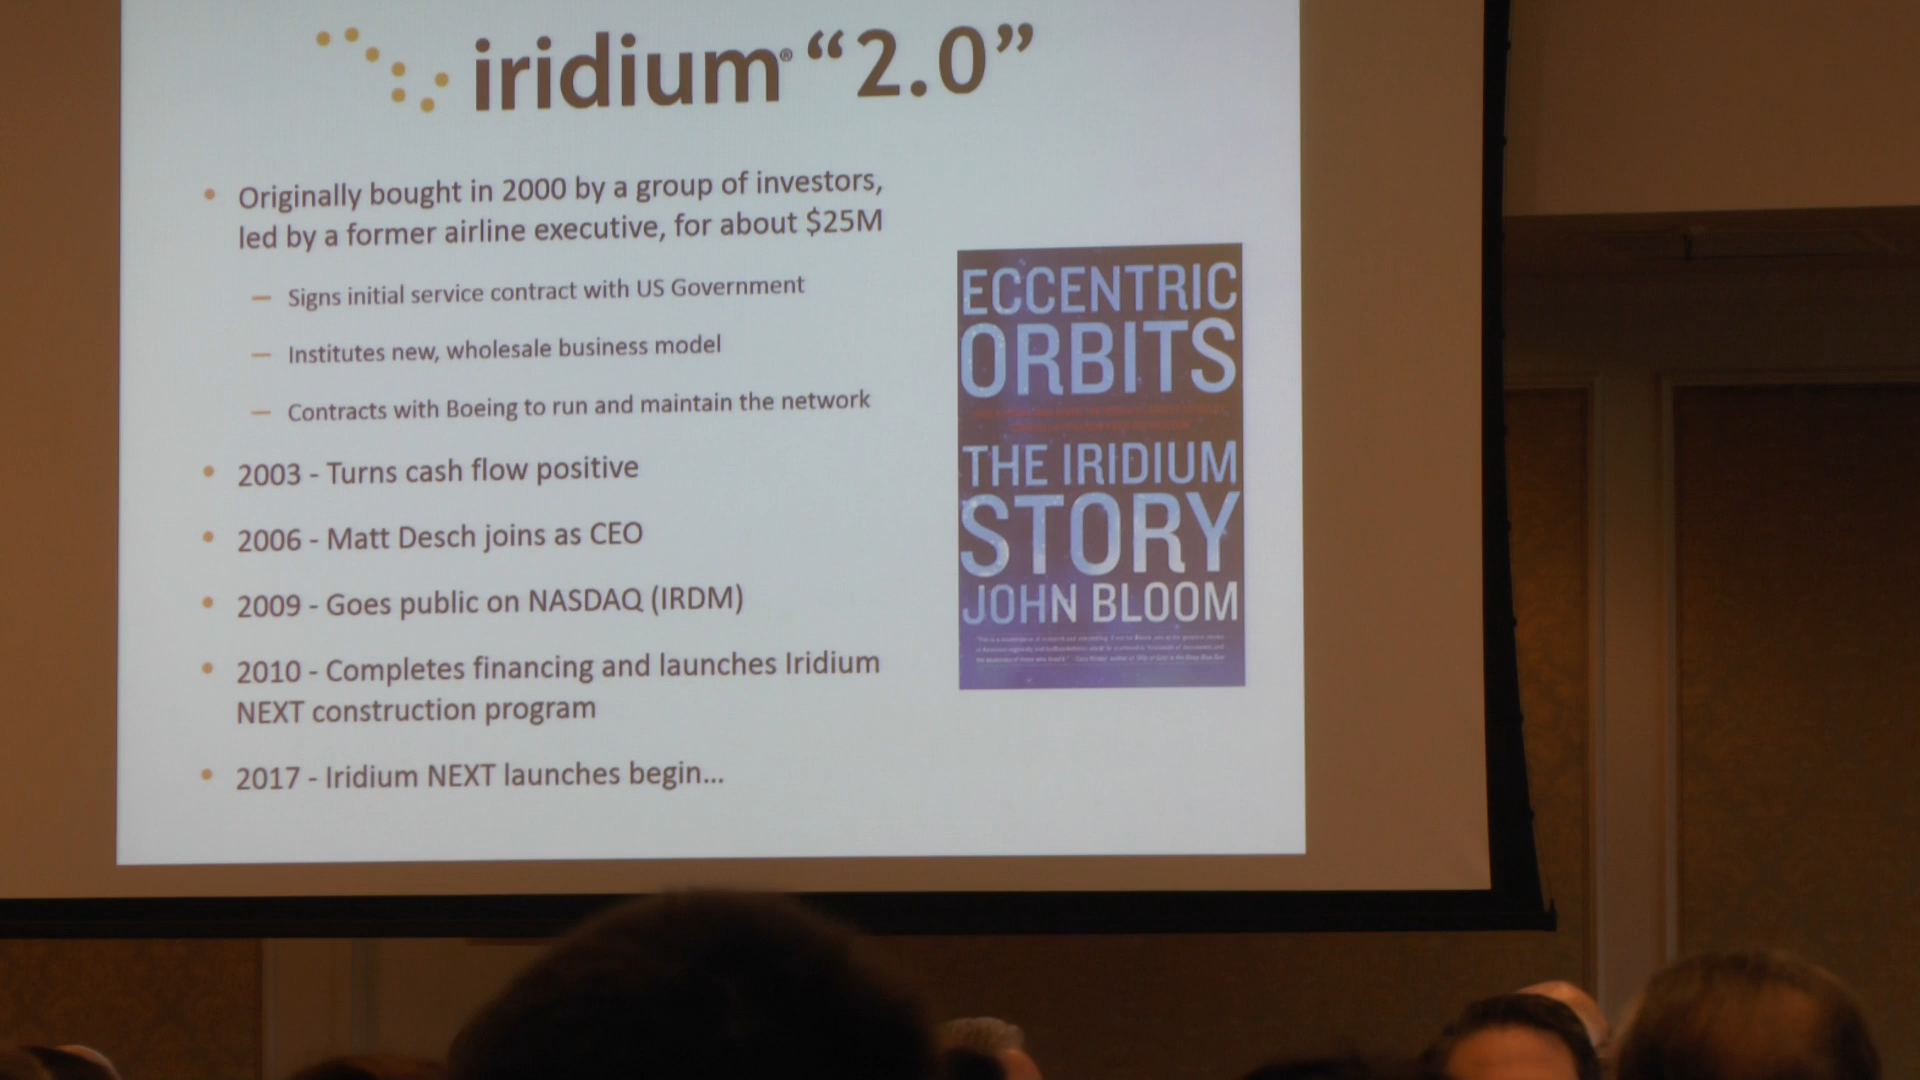 iridium® “2.0”
• Originally bought in 2000 by a group of investors,
led by a former airline executive, for about $25M
— Signs initial service contract with US Government
— Institutes new, wholesale business model
— Contracts with Boeing to run and maintain the network
• 2003 - Turns cash flow positive
• 2006 - Matt Desch joins as CEO
• 2009 - Goes public on NASDAQ (IRDM)
• 2010 - Completes financing and launches Iridium
NEXT construction program
• 2017 - Iridium NEXT launches begin...
ECCENTRIC
ORBITS
THE IRIDIUM
STORY
JOHN BLOOM